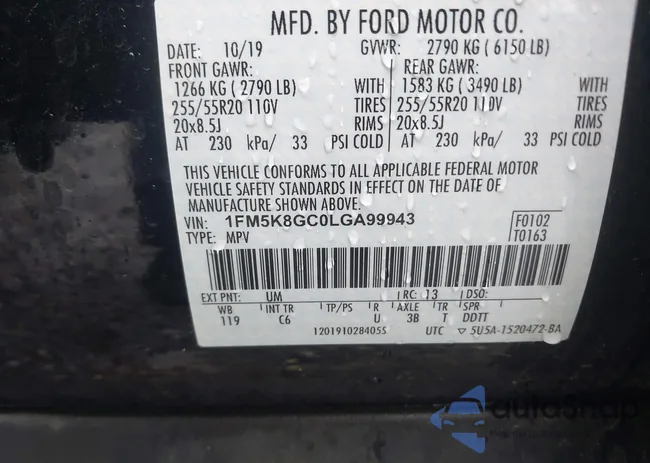 MFD. BY FORD MOTOR CO.
DATE: 10/19 GVWR: 2790 KG ( 6150 LB)
FRONT GAWR: REAR GAWR:
1266 KG ( 2790 LB) WITH 1583 KG ( 3490 LB) WITH
255/55R20 110V TIRES 255/55R20 110V TIRES
20x8.5J RIMS 20x8.5J RIMS
AT 230 kPa/ 33 PSI COLD AT 230 kPa/ 33 PSI COLD
THIS VEHICLE CONFORMS TO ALL APPLICABLE FEDERAL MOTOR
VEHICLE SAFETY STANDARDS IN EFFECT ON THE DATE OF
MANUFACTURE SHOWN ABOVE.
VIN: 1FM5K8GC0LGA99943 F0102
TYPE: MPV T0163
EXT PNT: UM RC: 13 DSO:
WB INT TR TP/PS R AXLE TR SPR
119 C6 U 3B T DDTT
1201910284055 UTC ▽ 5U5A-1520472-BA
autoSnap